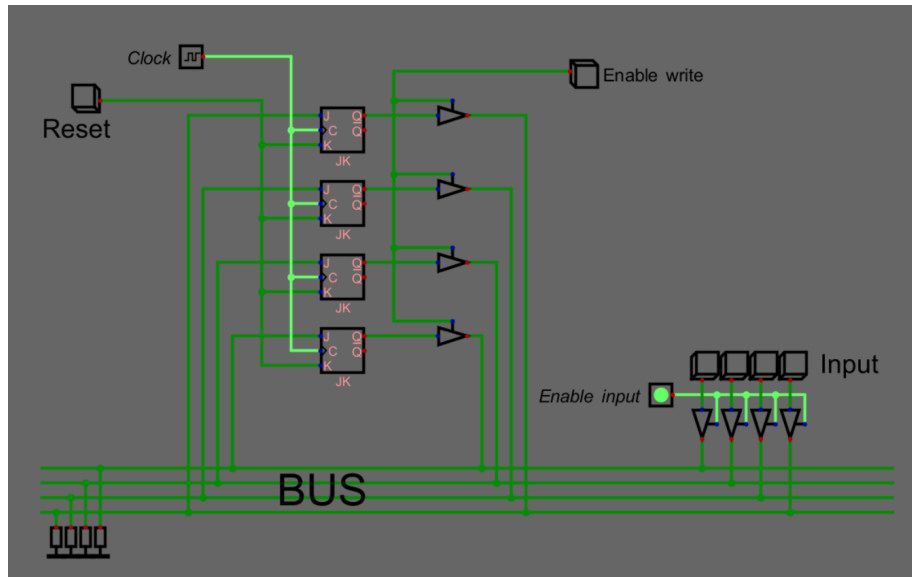 Clock
Enable write
Reset
J Q
C Q
K
JK
J Q
C Q
K
JK
J Q
C Q
K
JK
J Q
C Q
K
JK
Input
Enable input
BUS